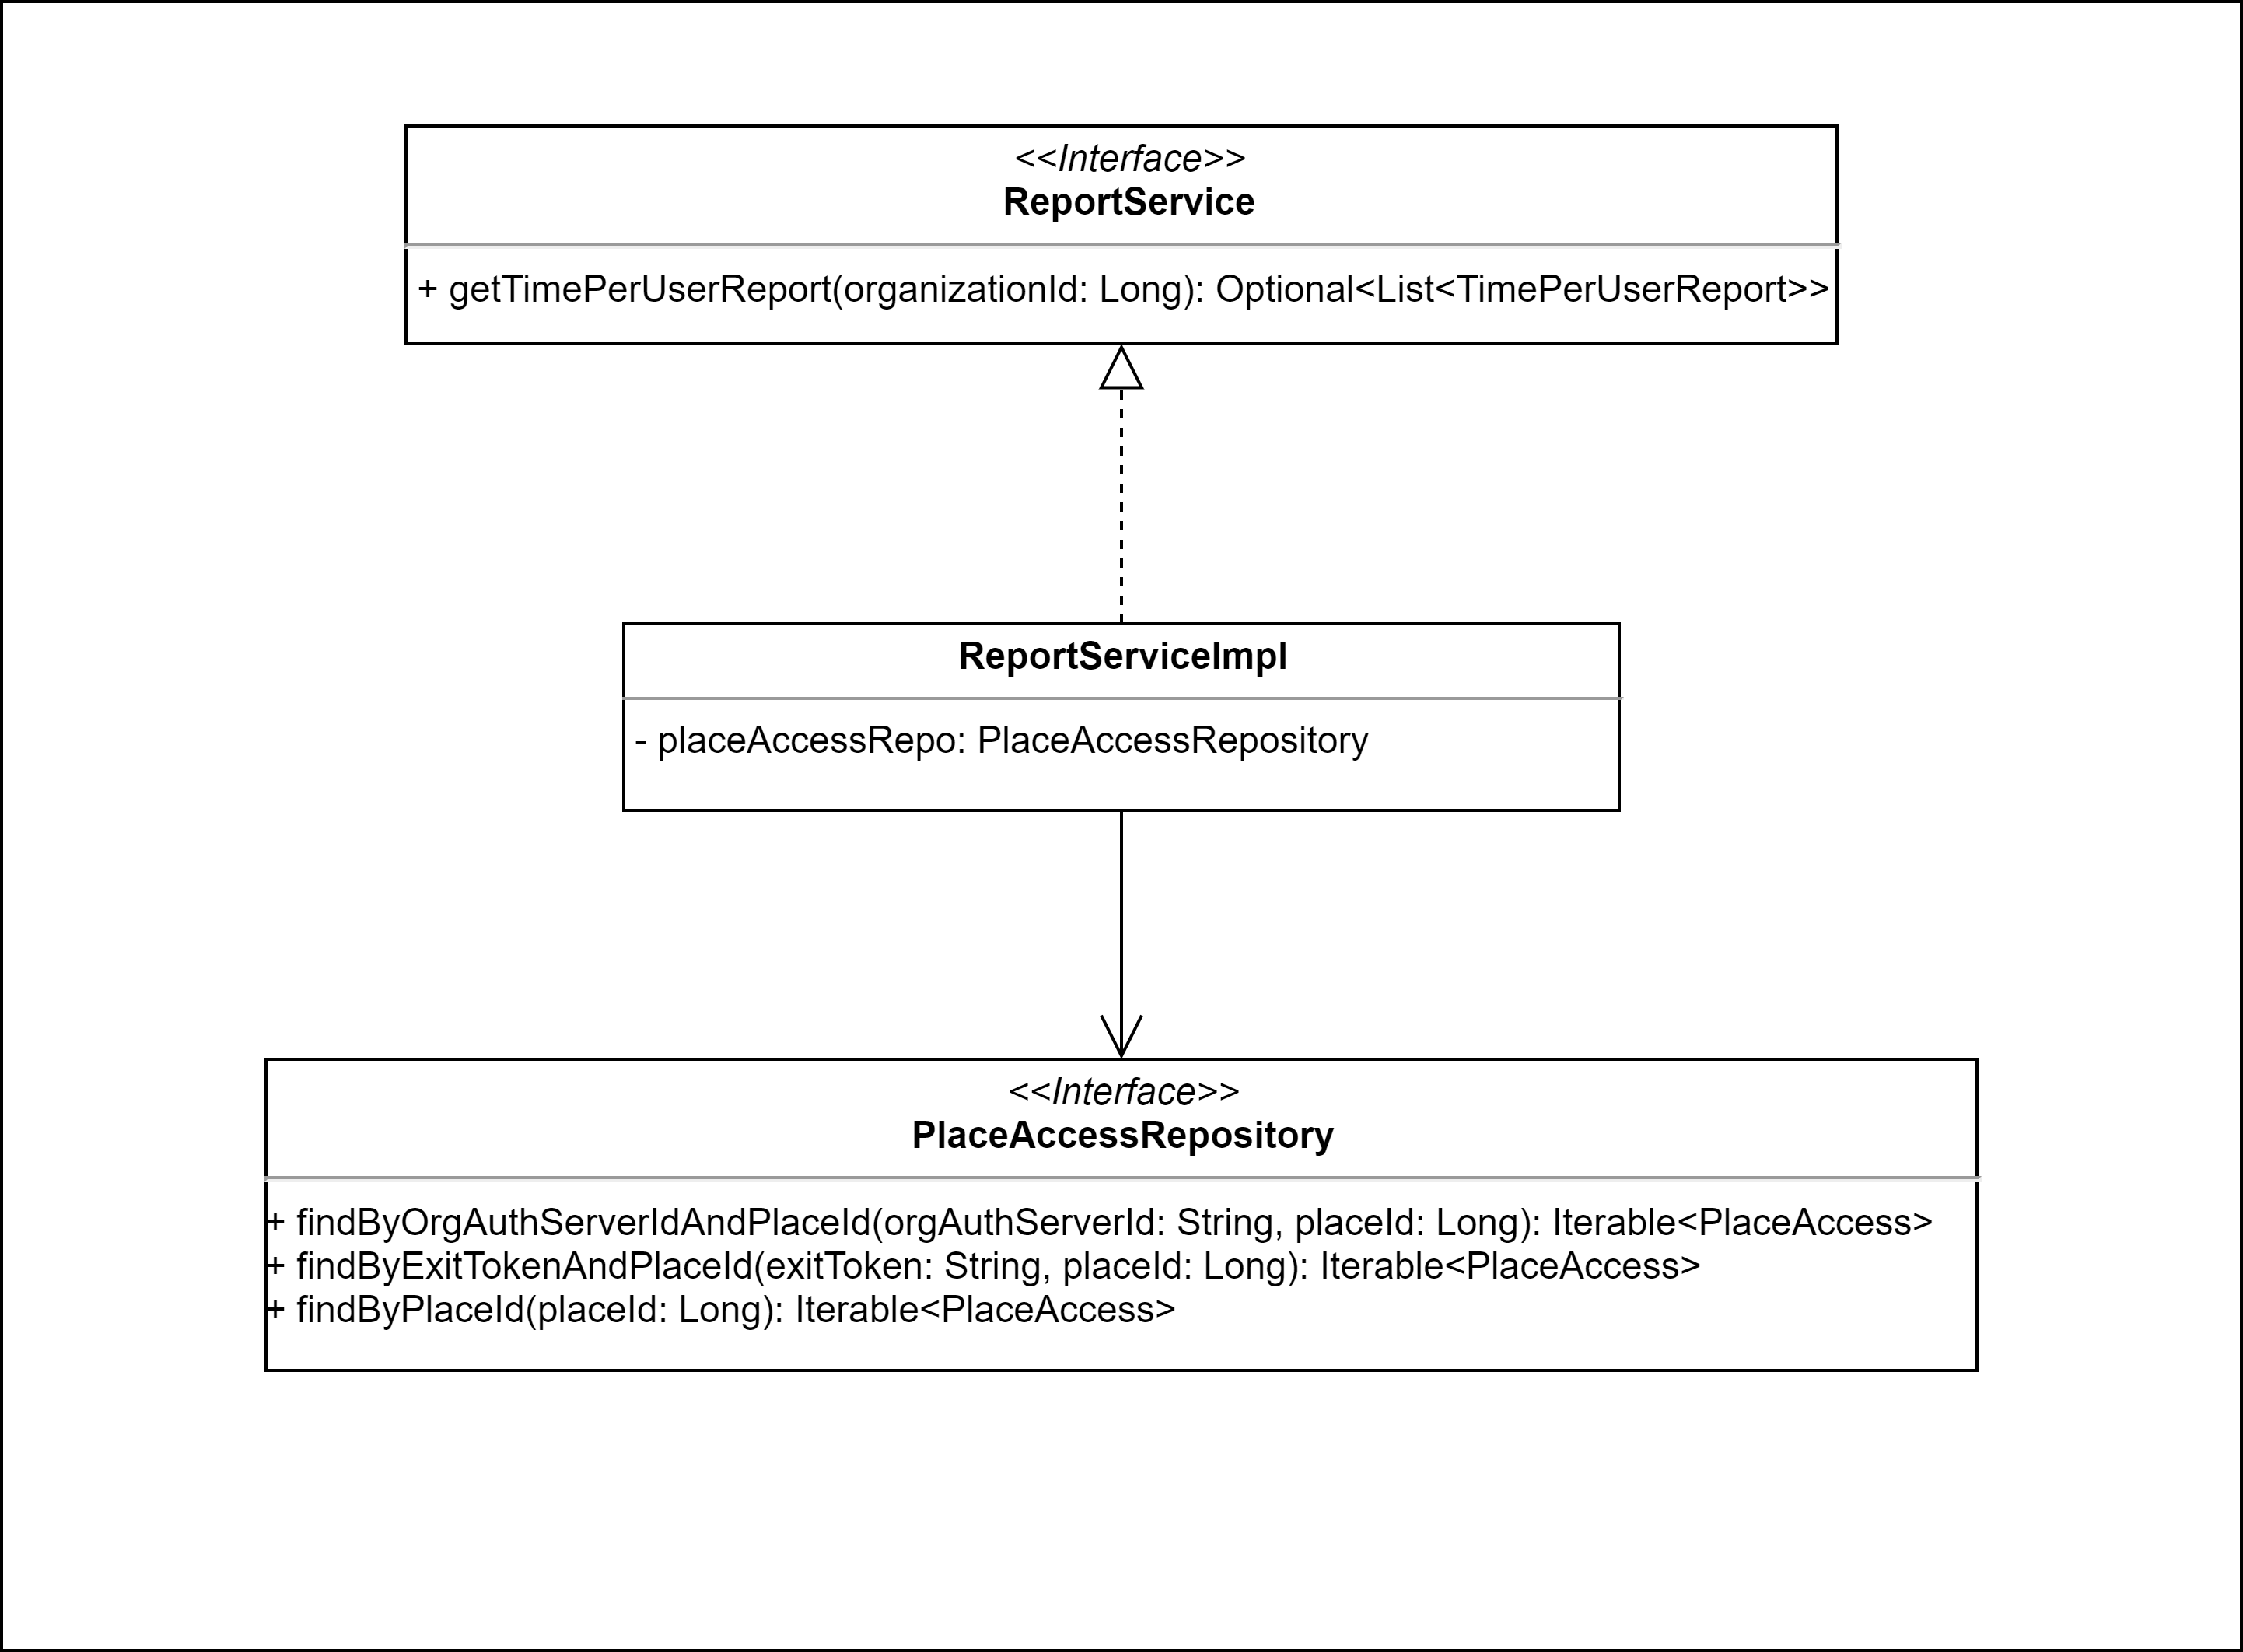 <<Interface>>
ReportService
+ getTimePerUserReport(organizationId: Long): Optional<List<TimePerUserReport>>
ReportServiceImpl
- placeAccessRepo: PlaceAccessRepository
<<Interface>>
PlaceAccessRepository
+ findByOrgAuthServerIdAndPlaceId(orgAuthServerId: String, placeId: Long): Iterable<PlaceAccess>
+ findByExitTokenAndPlaceId(exitToken: String, placeId: Long): Iterable<PlaceAccess>
+ findByPlaceId(placeId: Long): Iterable<PlaceAccess>